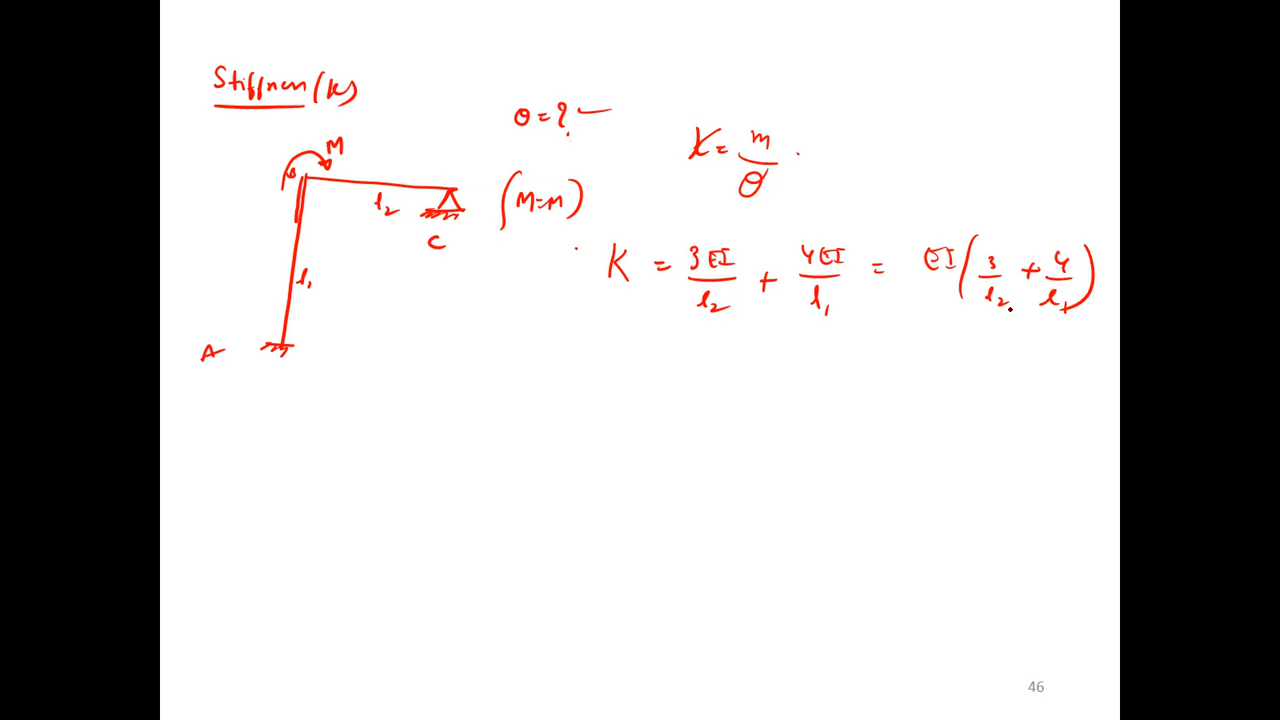 Stiffness (K)
θ = ?
K = m/θ
M
θ
l₂
(M=M)
C
K = 3EI/l₂ + 4EI/l₁ = EI(3/l₂ + 4/l₁)
l₁
A
46